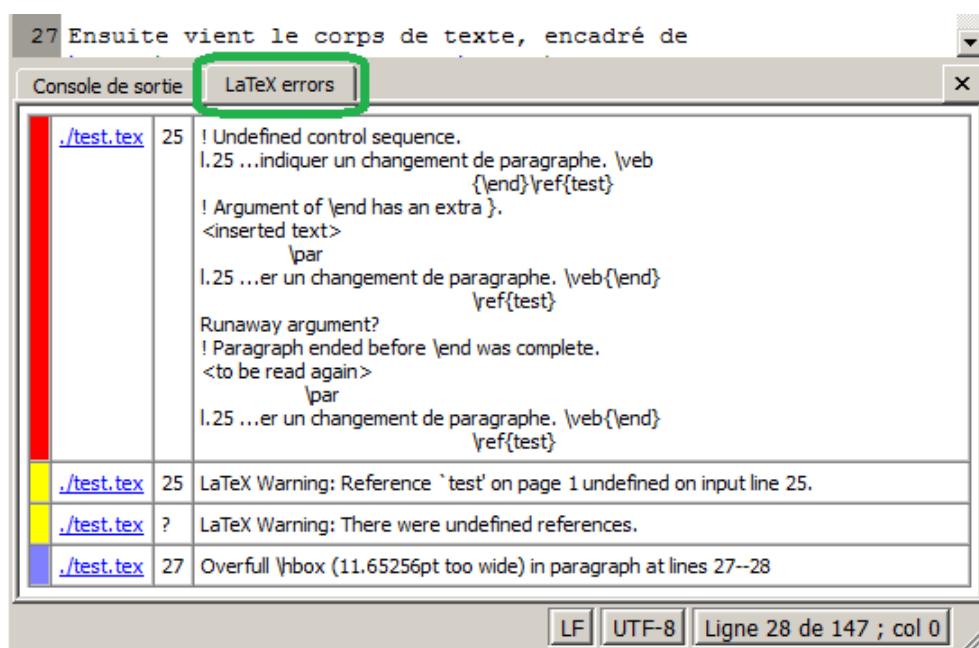 27 Ensuite vient le corps de texte, encadré de
Console de sortie LaTeX errors
./test.tex 25 ! Undefined control sequence.
l.25 ...indiquer un changement de paragraphe. \veb
{\end}\ref{test}
! Argument of \end has an extra }.
<inserted text>
\par
l.25 ...er un changement de paragraphe. \veb{\end}
\ref{test}
Runaway argument?
! Paragraph ended before \end was complete.
<to be read again>
\par
l.25 ...er un changement de paragraphe. \veb{\end}
\ref{test}
./test.tex 25 LaTeX Warning: Reference `test' on page 1 undefined on input line 25.
./test.tex ? LaTeX Warning: There were undefined references.
./test.tex 27 Overfull \hbox (11.65256pt too wide) in paragraph at lines 27--28
LF UTF-8 Ligne 28 de 147 ; col 0